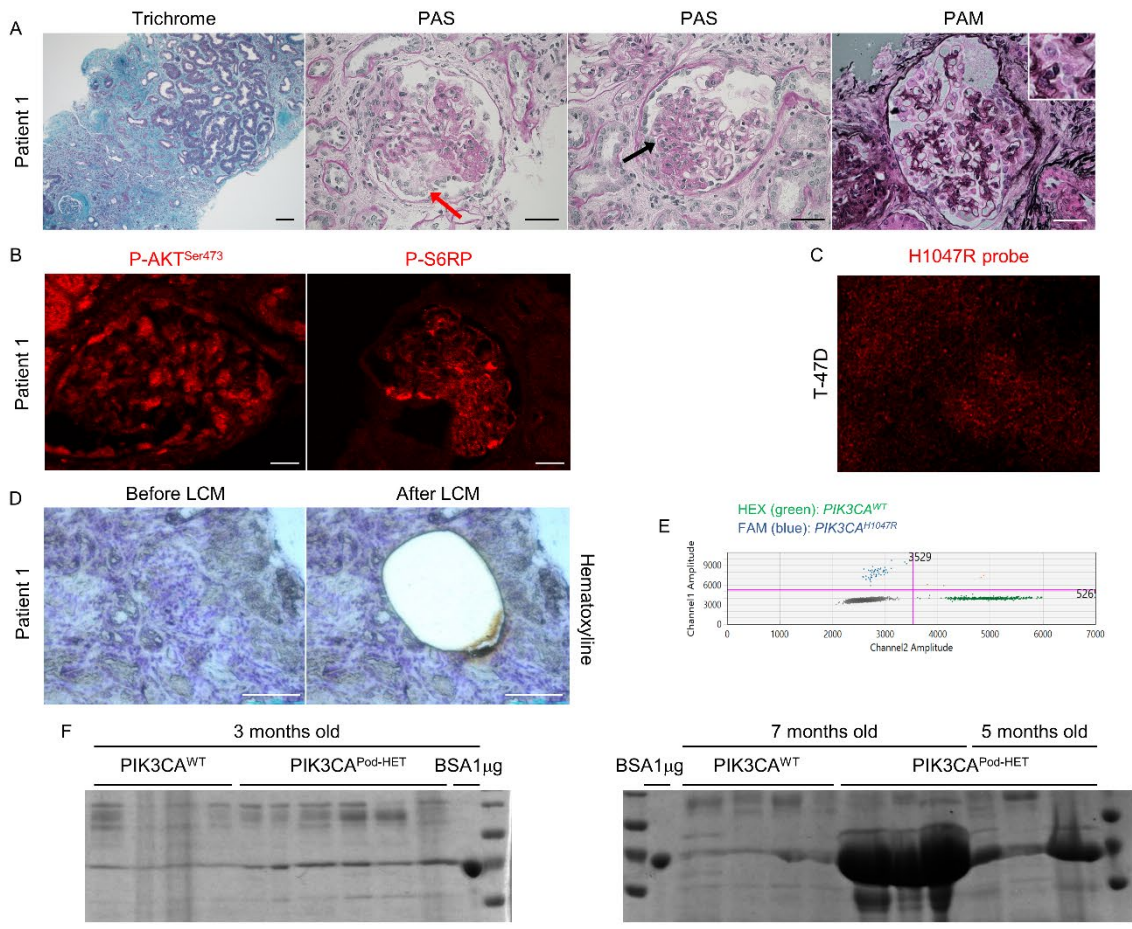 A
Trichrome
PAS
PAS
PAM
Patient 1
B
P-AKT^Ser473
P-S6RP
Patient 1
C
H1047R probe
T-47D
D
Before LCM
After LCM
Patient 1
Hematoxyline
HEX (green): PIK3CA^WT
FAM (blue): PIK3CA^H1047R
E
3529
9000
6000
3000
0
Channel1 Amplitude
0 1000 2000 3000 4000 5000 6000 7000
Channel2 Amplitude
F
3 months old
PIK3CA^WT PIK3CA^Pod-HET BSA1μg
7 months old 5 months old
BSA1μg PIK3CA^WT PIK3CA^Pod-HET